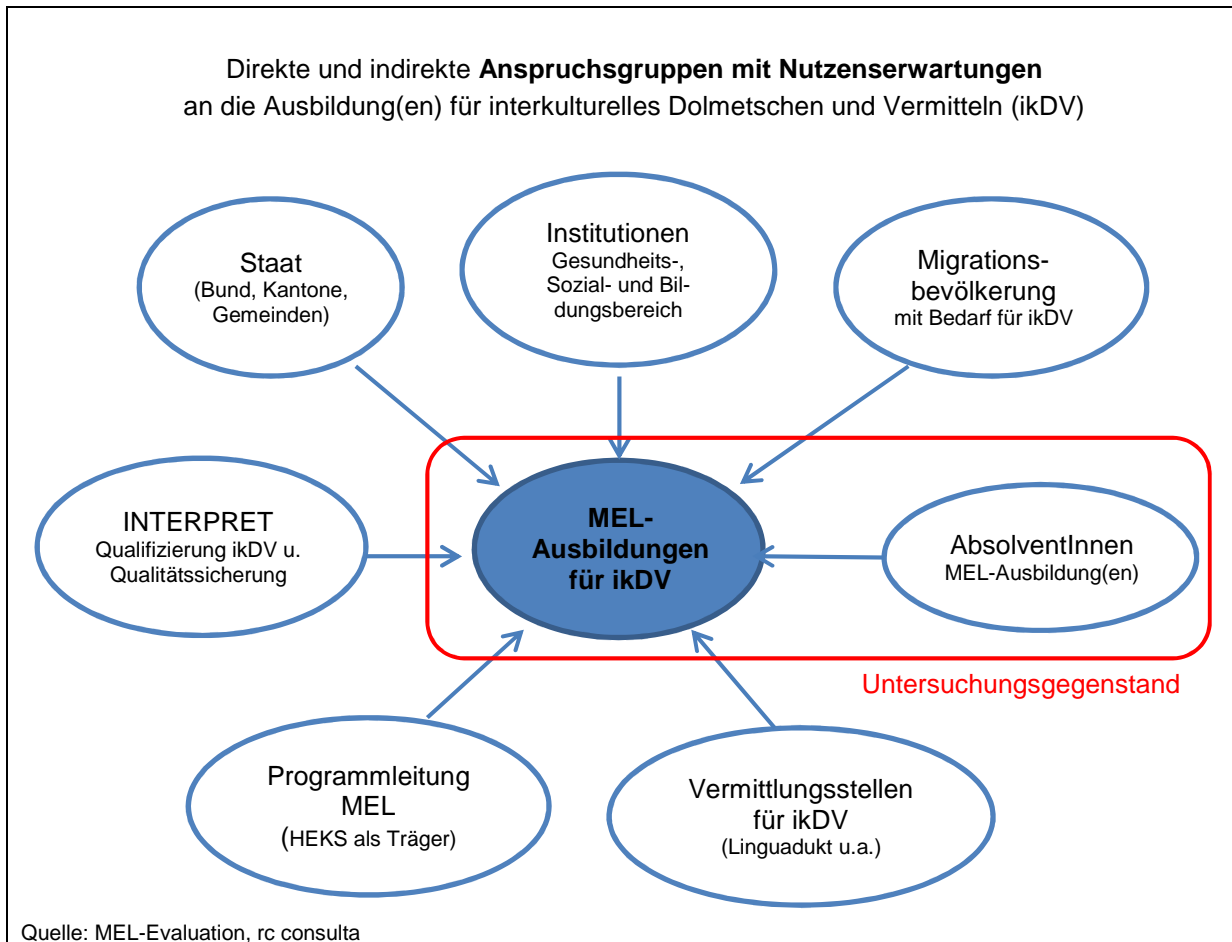 Direkte und indirekte Anspruchsgruppen mit Nutzenserwartungen
an die Ausbildung(en) für interkulturelles Dolmetschen und Vermitteln (ikDV)
Staat
(Bund, Kantone,
Gemeinden)
Institutionen
Gesundheits-,
Sozial- und Bil-
dungsbereich
Migrations-
bevölkerung
mit Bedarf für ikDV
INTERPRET
Qualifizierung ikDV u.
Qualitätssicherung
MEL-
Ausbildungen
für ikDV
AbsolventInnen
MEL-Ausbildung(en)
Untersuchungsgegenstand
Programmleitung
MEL
(HEKS als Träger)
Vermittlungsstellen
für ikDV
(Linguadukt u.a.)
Quelle: MEL-Evaluation, rc consulta